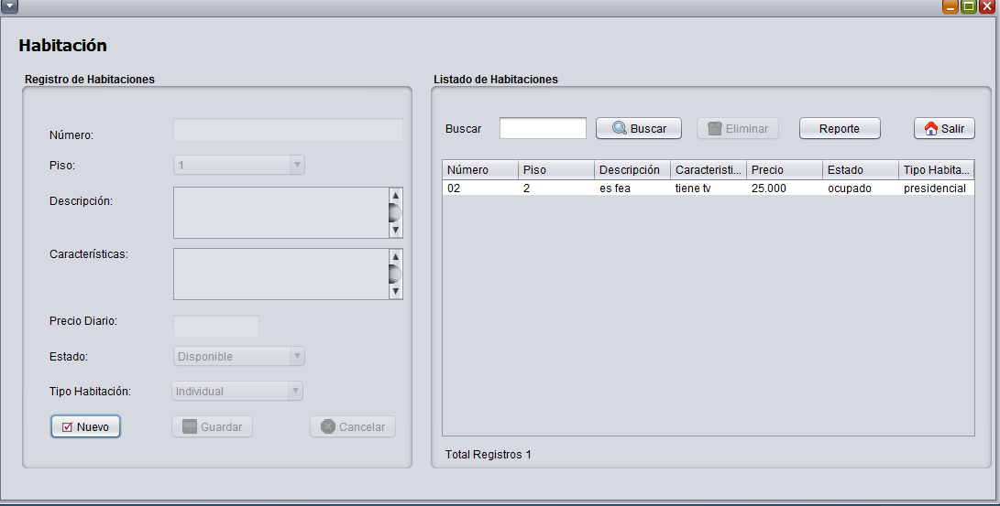 Habitación
Registro de Habitaciones
Número:
Piso:
1
Descripción:
Características:
Precio Diario:
Estado:
Disponible
Tipo Habitación:
Individual
Nuevo
Guardar
Cancelar
Listado de Habitaciones
Buscar
Buscar
Eliminar
Reporte
Salir
Número Piso Descripción Caracteristi... Precio Estado Tipo Habita...
02 2 es fea tiene tv 25.000 ocupado presidencial
Total Registros 1